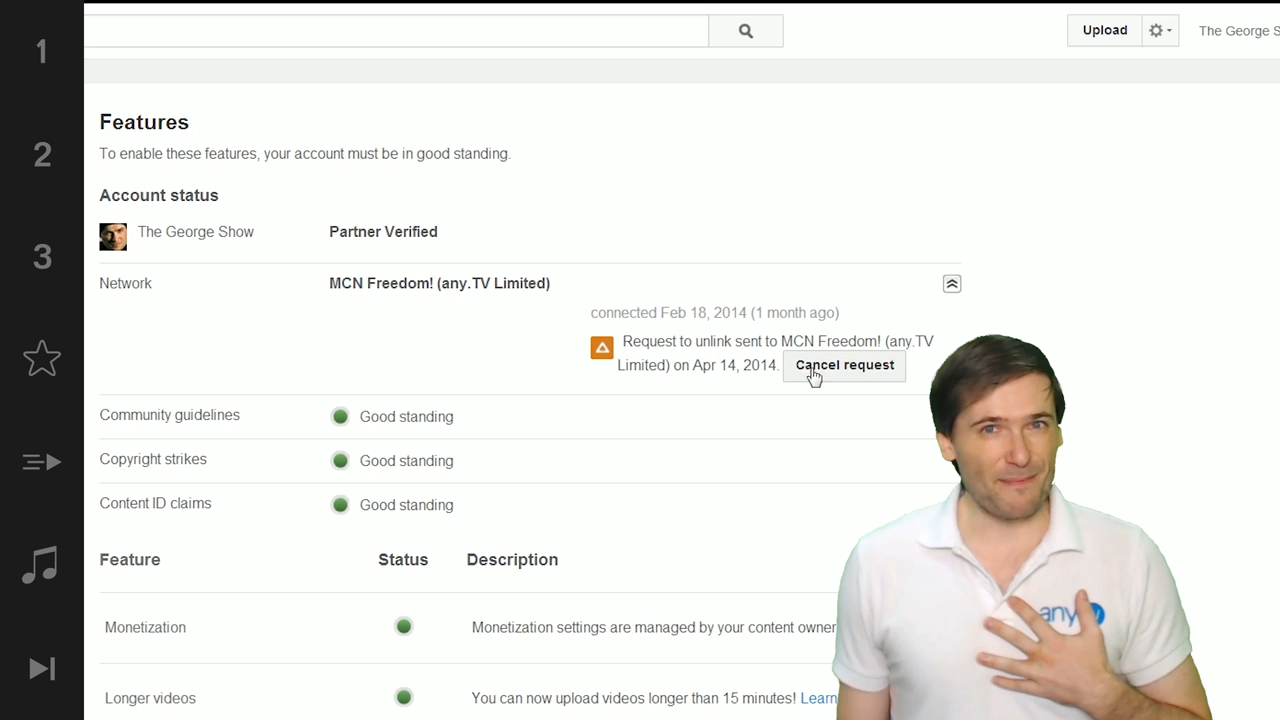 1
2
3
Upload
The George S
Features
To enable these features, your account must be in good standing.
Account status
The George Show
Partner Verified
Network
MCN Freedom! (any.TV Limited)
connected Feb 18, 2014 (1 month ago)
Request to unlink sent to MCN Freedom! (any.TV
Limited) on Apr 14, 2014.
Cancel request
Community guidelines
Good standing
Copyright strikes
Good standing
Content ID claims
Good standing
Feature
Status
Description
Monetization
Monetization settings are managed by your content owner
Longer videos
You can now upload videos longer than 15 minutes! Learn
any